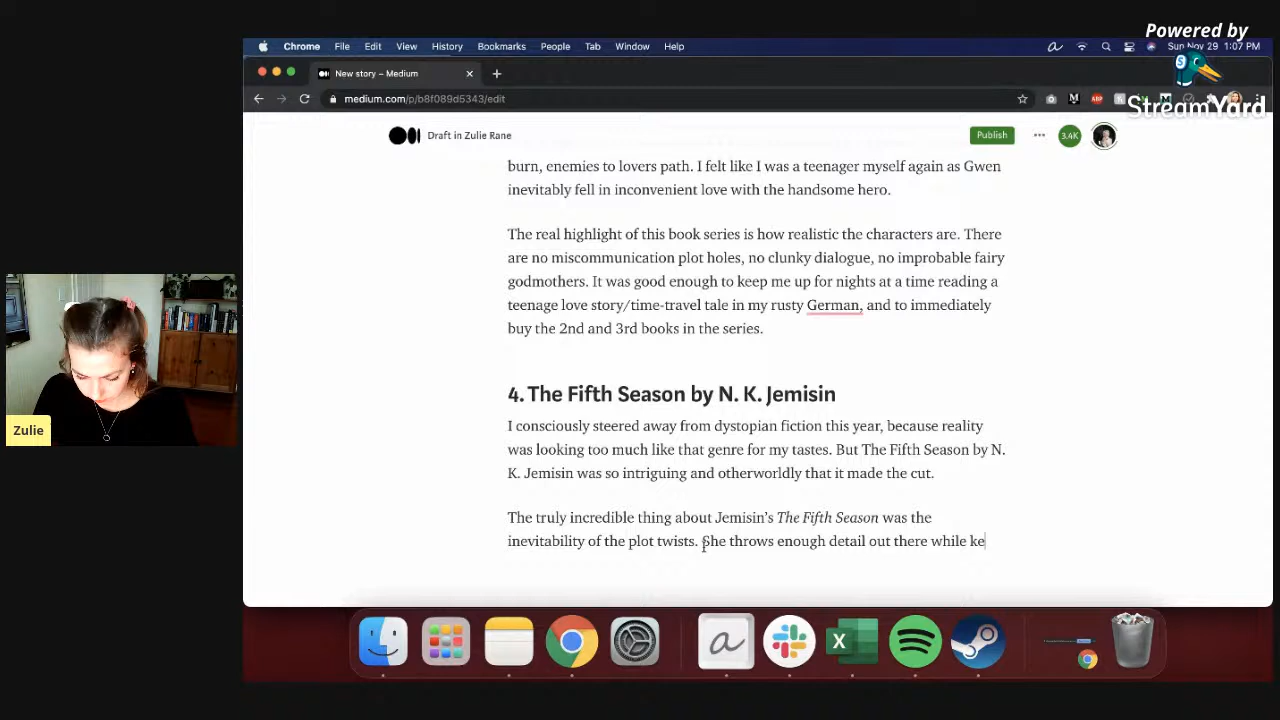 Powered by
StreamYard
Chrome File Edit View History Bookmarks People Tab Window Help
Sun Nov 29 1:07 PM
New story – Medium
medium.com/p/b8f089d5343/edit
Draft in Zulie Rane
Publish
3.4K
burn, enemies to lovers path. I felt like I was a teenager myself again as Gwen
inevitably fell in inconvenient love with the handsome hero.
The real highlight of this book series is how realistic the characters are. There
are no miscommunication plot holes, no clunky dialogue, no improbable fairy
godmothers. It was good enough to keep me up for nights at a time reading a
teenage love story/time-travel tale in my rusty German, and to immediately
buy the 2nd and 3rd books in the series.
4. The Fifth Season by N. K. Jemisin
I consciously steered away from dystopian fiction this year, because reality
was looking too much like that genre for my tastes. But The Fifth Season by N.
K. Jemisin was so intriguing and otherworldly that it made the cut.
The truly incredible thing about Jemisin’s The Fifth Season was the
inevitability of the plot twists. She throws enough detail out there while ke
Zulie